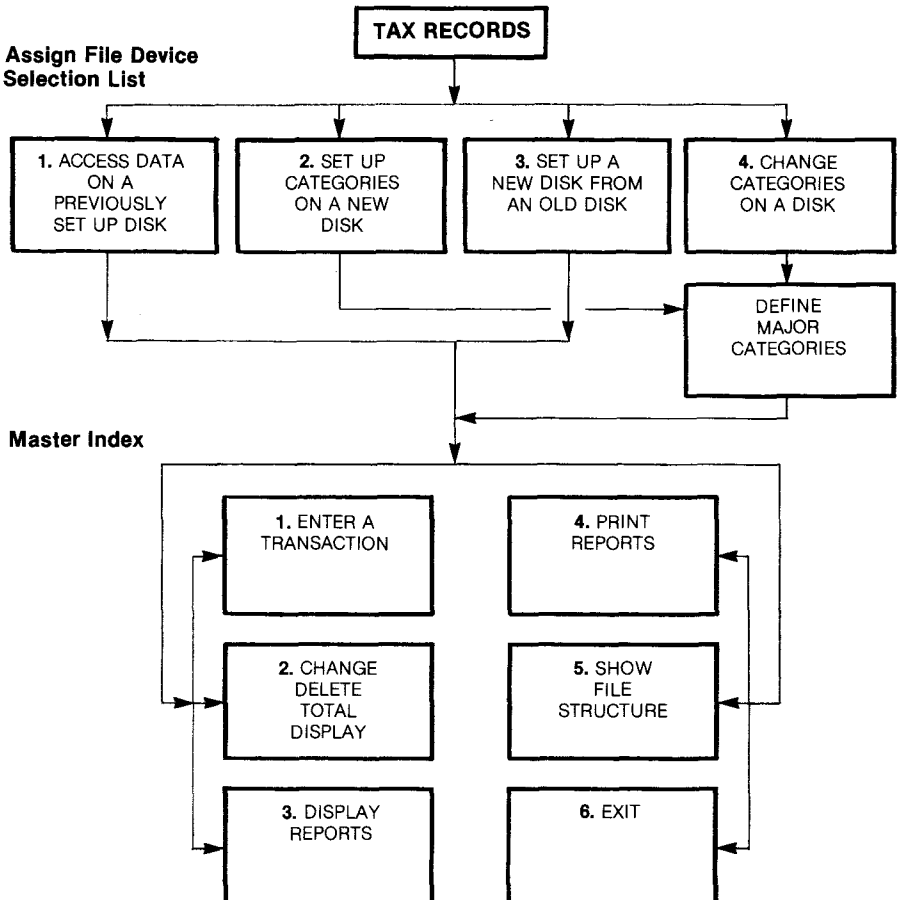 TAX RECORDS
Assign File Device
Selection List
1. ACCESS DATA
ON A
PREVIOUSLY
SET UP DISK
2. SET UP
CATEGORIES
ON A NEW
DISK
3. SET UP A
NEW DISK FROM
AN OLD DISK
4. CHANGE
CATEGORIES
ON A DISK
DEFINE
MAJOR
CATEGORIES
Master Index
1. ENTER A
TRANSACTION
4. PRINT
REPORTS
2. CHANGE
DELETE
TOTAL
DISPLAY
5. SHOW
FILE
STRUCTURE
3. DISPLAY
REPORTS
6. EXIT